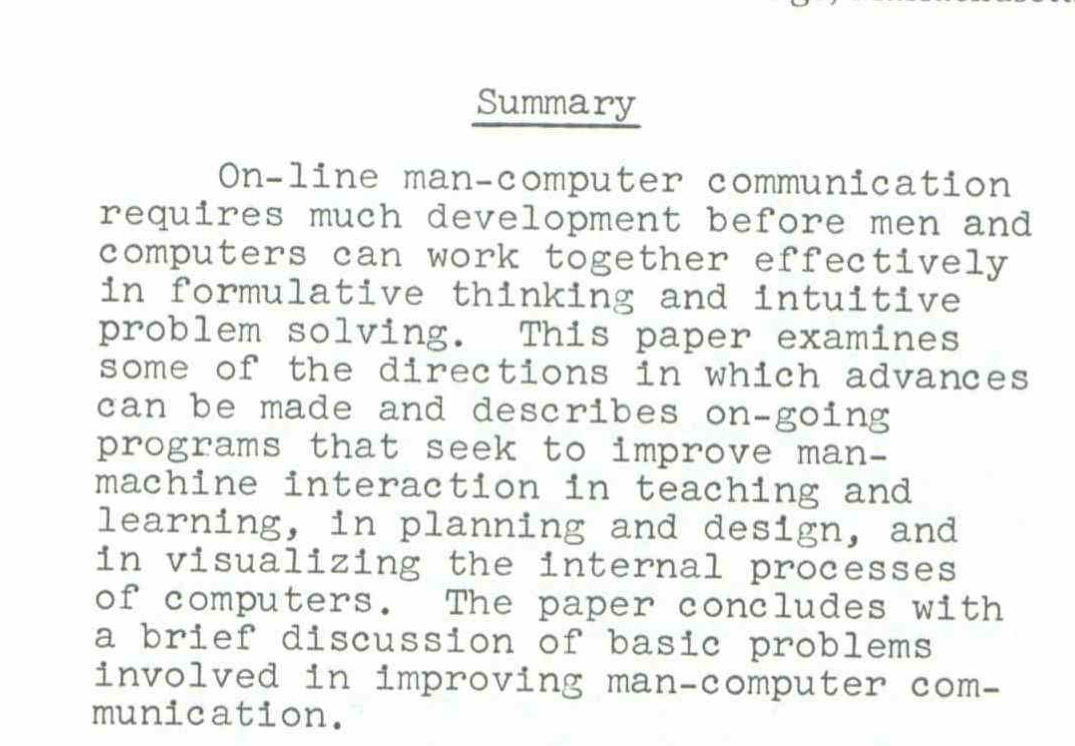 Summary
On-line man-computer communication
requires much development before men and
computers can work together effectively
in formulative thinking and intuitive
problem solving. This paper examines
some of the directions in which advances
can be made and describes on-going
programs that seek to improve man-
machine interaction in teaching and
learning, in planning and design, and
in visualizing the internal processes
of computers. The paper concludes with
a brief discussion of basic problems
involved in improving man-computer com-
munication.